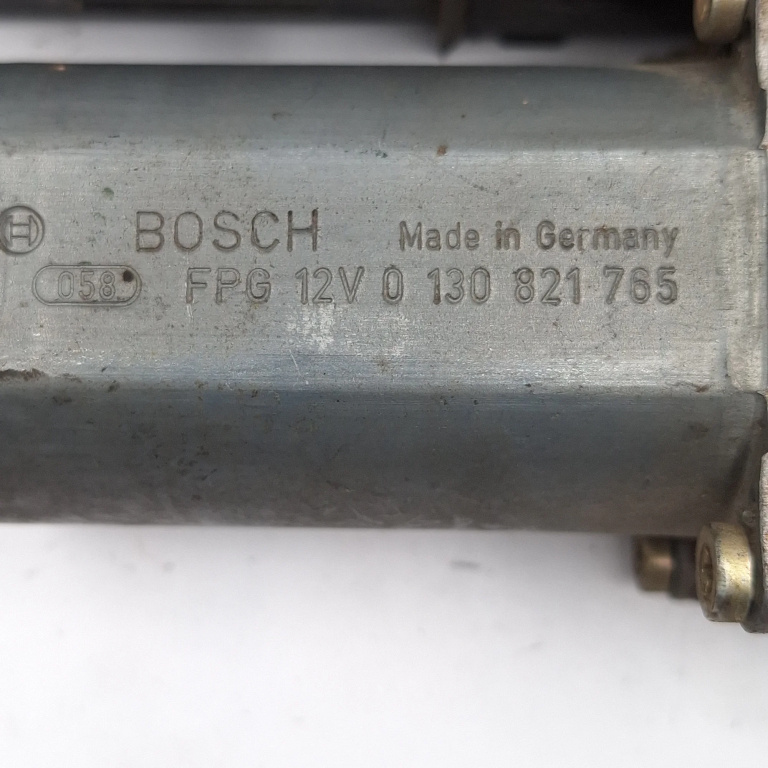 BOSCH Made in Germany
058 FPG 12V 0 130 821 765